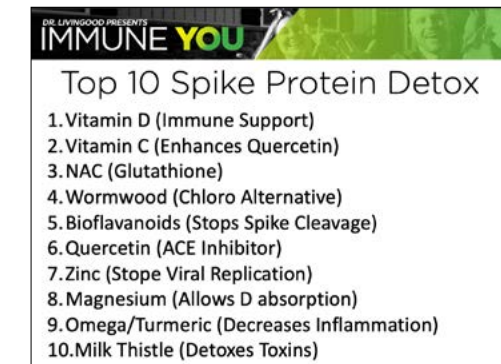 DR. LIVINGOOD PRESENTS
IMMUNE YOU
Top 10 Spike Protein Detox
1.Vitamin D (Immune Support)
2.Vitamin C (Enhances Quercetin)
3.NAC (Glutathione)
4.Wormwood (Chloro Alternative)
5.Bioflavanoids (Stops Spike Cleavage)
6.Quercetin (ACE Inhibitor)
7.Zinc (Stope Viral Replication)
8.Magnesium (Allows D absorption)
9.Omega/Turmeric (Decreases Inflammation)
10.Milk Thistle (Detoxes Toxins)